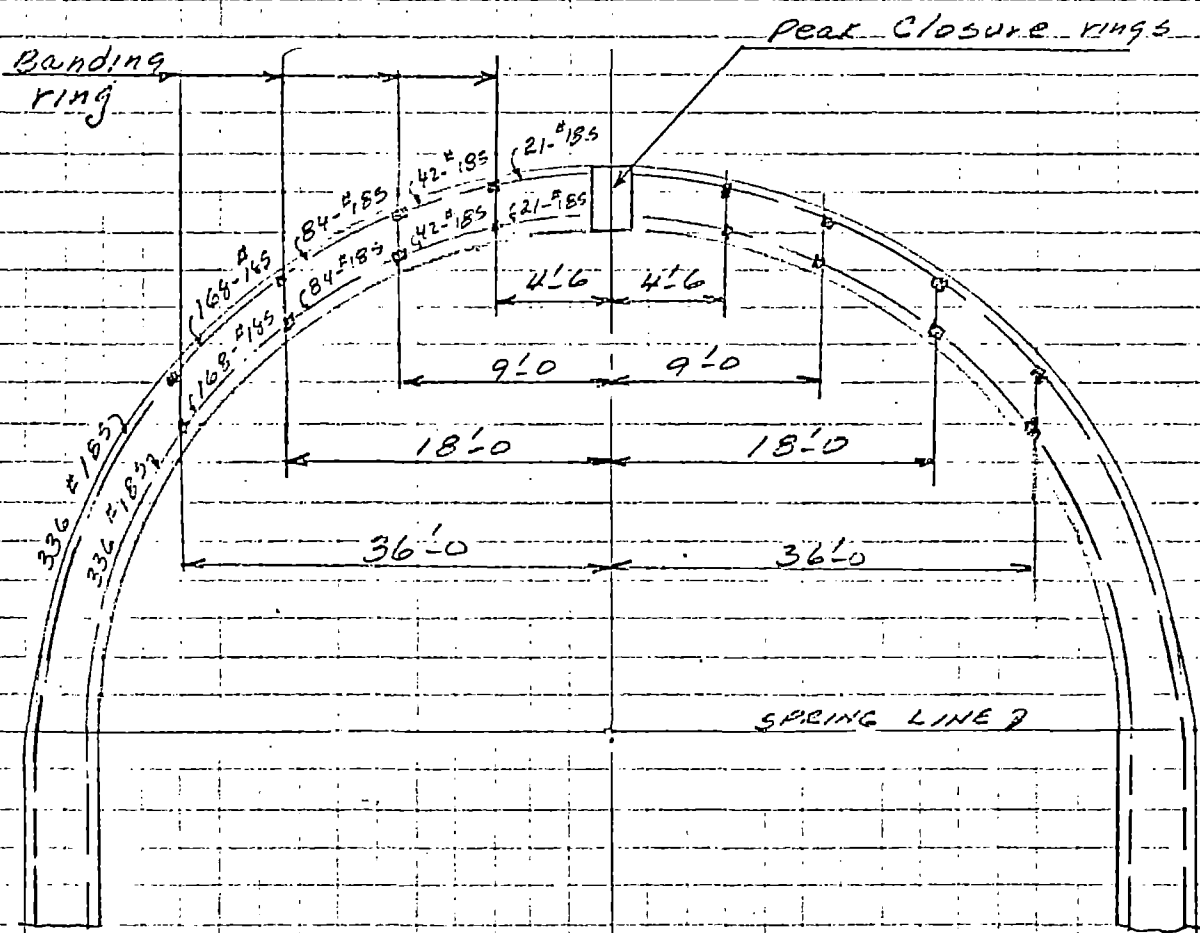 Peak Closure rings
Banding
ring
21-#18S
42-#18S
84-#18S
168-#18S
336 #18S
21-#18S
42-#18S
84-#18S
168-#18S
336 #18S
4'-6 4'-6
9'-0 9'-0
18'-0 18'-0
36'-0 36'-0
SPRING LINE